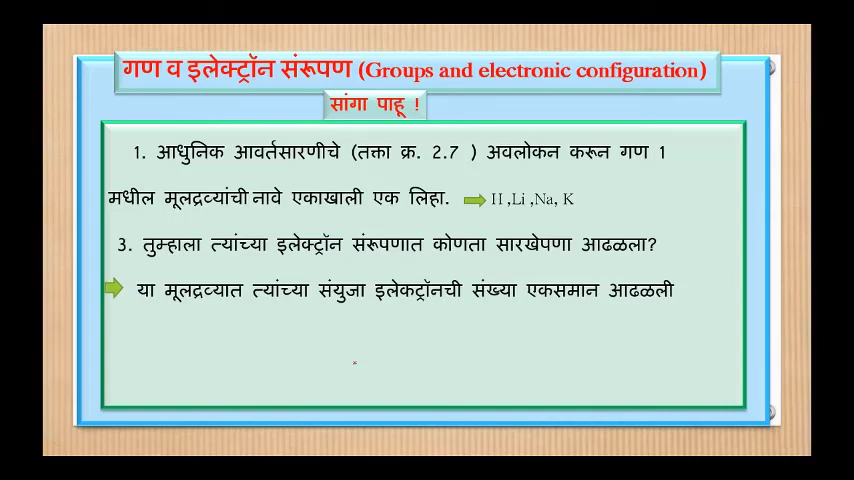 गण व इलेक्ट्रॉन संरूपण (Groups and electronic configuration)
सांगा पाहू !
1. आधुनिक आवर्तसारणीचे (तक्ता क्र. 2.7 ) अवलोकन करून गण 1
मधील मूलद्रव्यांची नावे एकाखाली एक लिहा. H ,Li ,Na, K
3. तुम्हाला त्यांच्या इलेक्ट्रॉन संरूपणात कोणता सारखेपणा आढळला?
या मूलद्रव्यात त्यांच्या संयुजा इलेकट्रॉनची संख्या एकसमान आढळली